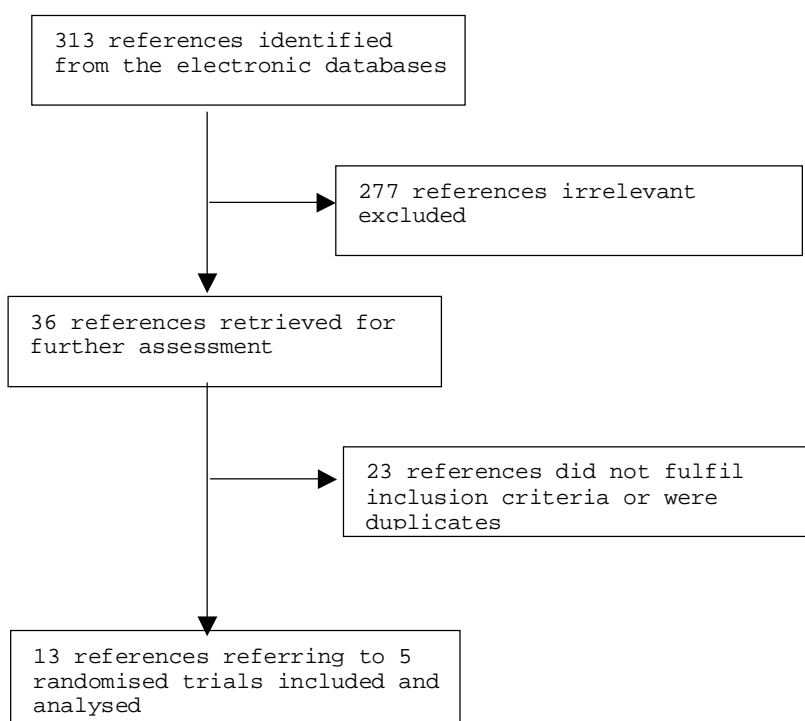 313 references identified
from the electronic databases
277 references irrelevant
excluded
36 references retrieved for
further assessment
23 references did not fulfil
inclusion criteria or were
duplicates
13 references referring to 5
randomised trials included and
analysed